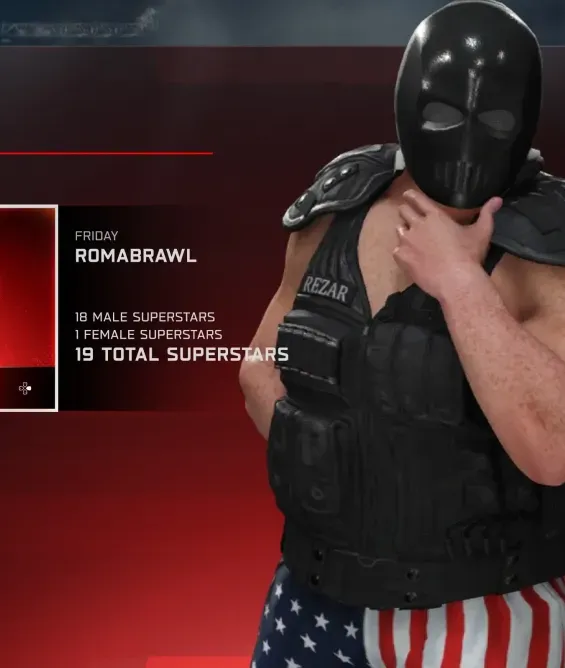 FRIDAY
ROMABRAWL
18 MALE SUPERSTARS
1 FEMALE SUPERSTARS
19 TOTAL SUPERSTARS
REZAR